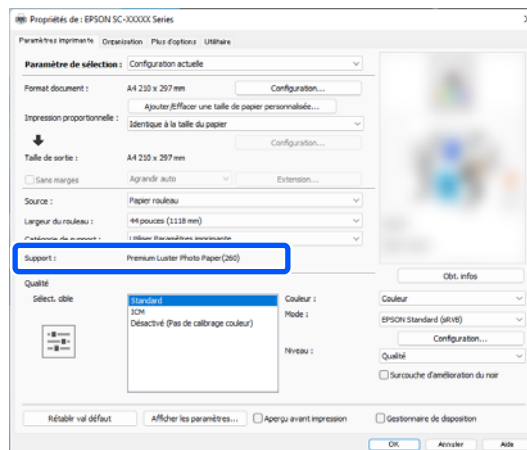 Propriétés de : EPSON SC-XXXXX Series
Paramètres imprimante Organisation Plus d'options Utilitaire
Paramètre de sélection : Configuration actuelle
Format document : A4 210 x 297 mm Configuration...
Ajouter/Effacer une taille de papier personnalisée...
Impression proportionnelle : Identique à la taille du papier
Configuration...
Taille de sortie : A4 210 x 297 mm
Sans marges Agrandir auto Extension...
Source : Papier rouleau
Largeur du rouleau : 44 pouces (1118 mm)
Catégorie de support : Utiliser Paramètres imprimante
Support : Premium Luster Photo Paper(260)
Obt. infos
Qualité
Sélect. cible Standard Couleur : Couleur
ICM Mode :
Désactivé (Pas de calibrage couleur) EPSON Standard (sRVB)
Configuration...
Niveau : Qualité
Surcouche d'amélioration du noir
Rétablir val défaut Afficher les paramètres... Aperçu avant impression Gestionnaire de disposition
OK Annuler Aide